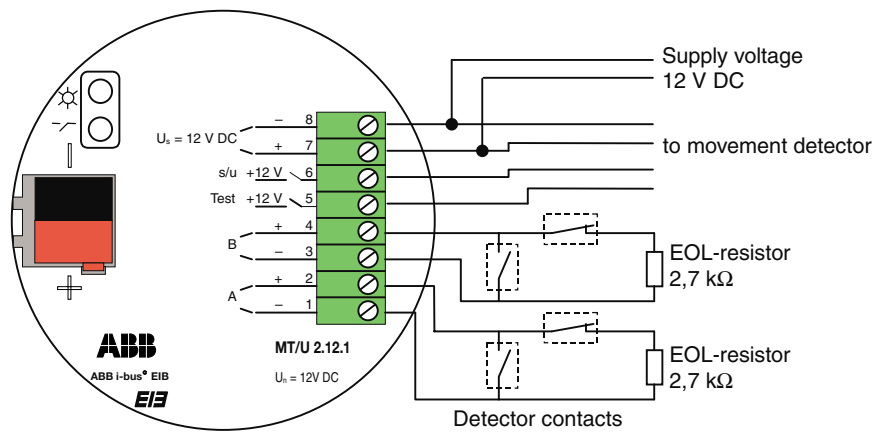 Supply voltage
12 V DC
to movement detector
Uₛ = 12 V DC
– 8
+ 7
s/u +12 V 6
Test +12 V 5
B
+ 4
– 3
A
+ 2
– 1
EOL-resistor
2,7 kΩ
EOL-resistor
2,7 kΩ
ABB
ABB i-bus® EIB
EIB
MT/U 2.12.1
Uₙ = 12V DC
Detector contacts